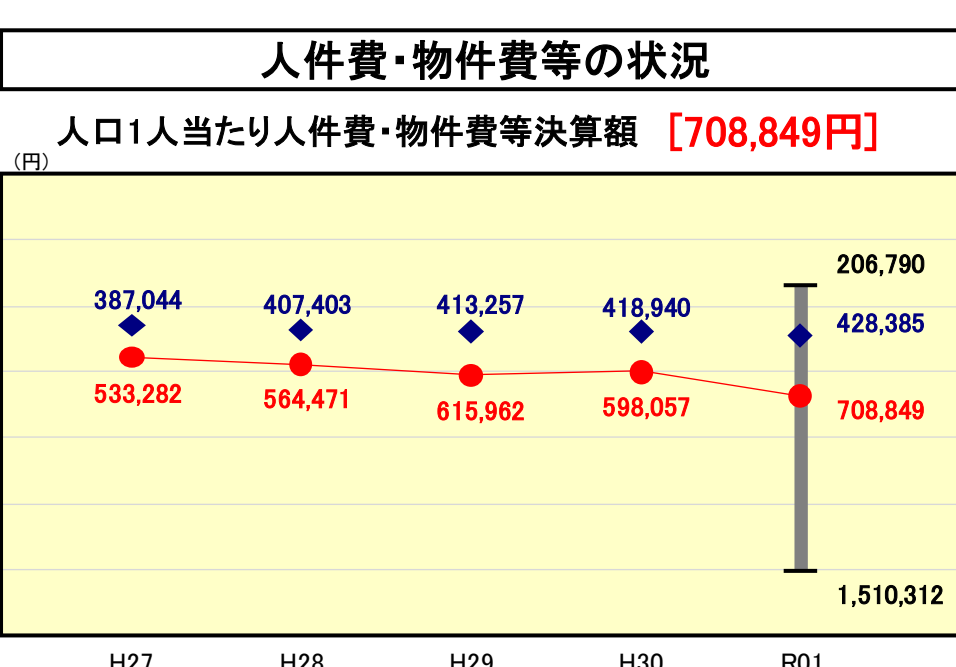 人件費・物件費等の状況
人口1人当たり人件費・物件費等決算額 [708,849円]
(円)
206,790
387,044 407,403 413,257 418,940 428,385
533,282 564,471 615,962 598,057 708,849
1,510,312
H27 H28 H29 H30 R01